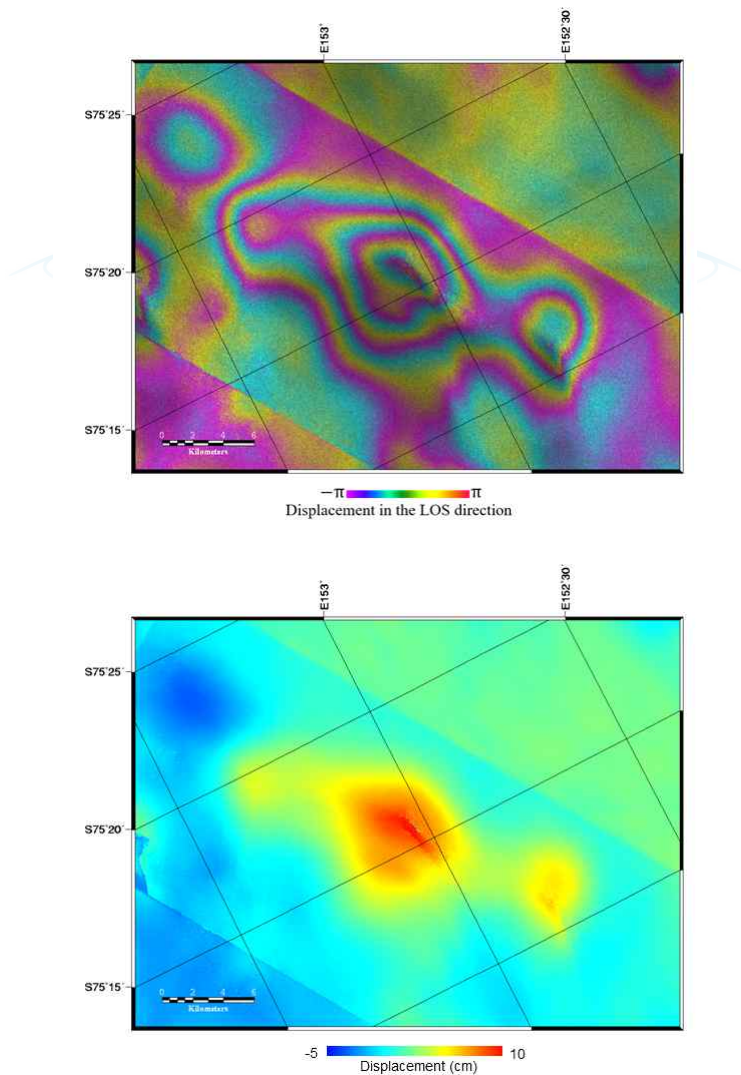 E153°
E152°30′
S75°25′
S75°20′
S75°15′
0 2 4 6
Kilometers
−π π
Displacement in the LOS direction
E153°
E152°30′
S75°25′
S75°20′
S75°15′
0 2 4 6
Kilometers
-5 10
Displacement (cm)